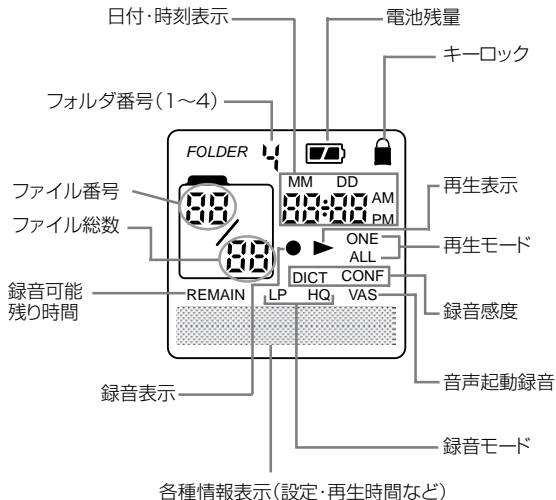 日付・時刻表示
電池残量
キーロック
フォルダ番号(1～4)
FOLDER 4
MM DD
ファイル番号
88
88:88 AM
PM
再生表示
ファイル総数
88
ONE
ALL
再生モード
DICT CONF
録音可能
残り時間
REMAIN LP HQ VAS
録音感度
録音表示
音声起動録音
録音モード
各種情報表示(設定・再生時間など)